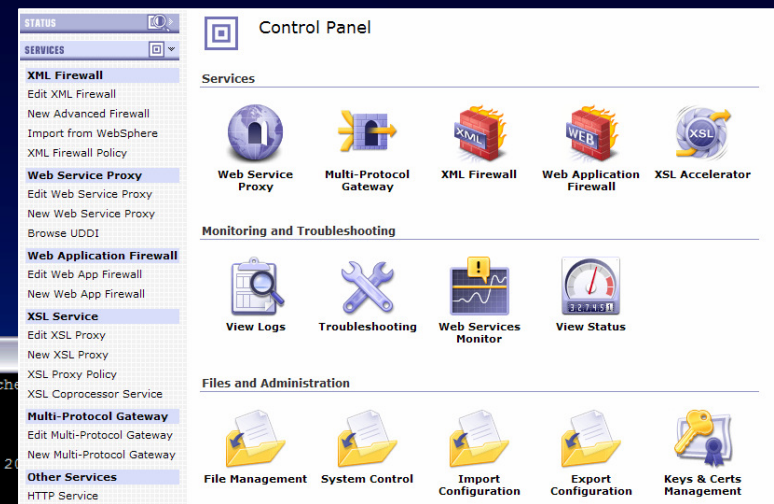 STATUS
SERVICES
XML Firewall
Edit XML Firewall
New Advanced Firewall
Import from WebSphere
XML Firewall Policy
Web Service Proxy
Edit Web Service Proxy
New Web Service Proxy
Browse UDDI
Web Application Firewall
Edit Web App Firewall
New Web App Firewall
XSL Service
Edit XSL Proxy
New XSL Proxy
XSL Proxy Policy
XSL Coprocessor Service
Multi-Protocol Gateway
Edit Multi-Protocol Gateway
New Multi-Protocol Gateway
Other Services
HTTP Service
Control Panel
Services
XML
WEB
XSL
Web Service
Proxy
Multi-Protocol
Gateway
XML Firewall
Web Application
Firewall
XSL Accelerator
Monitoring and Troubleshooting
View Logs
Troubleshooting
Web Services
Monitor
View Status
Files and Administration
File Management
System Control
Import
Configuration
Export
Configuration
Keys & Certs
Management